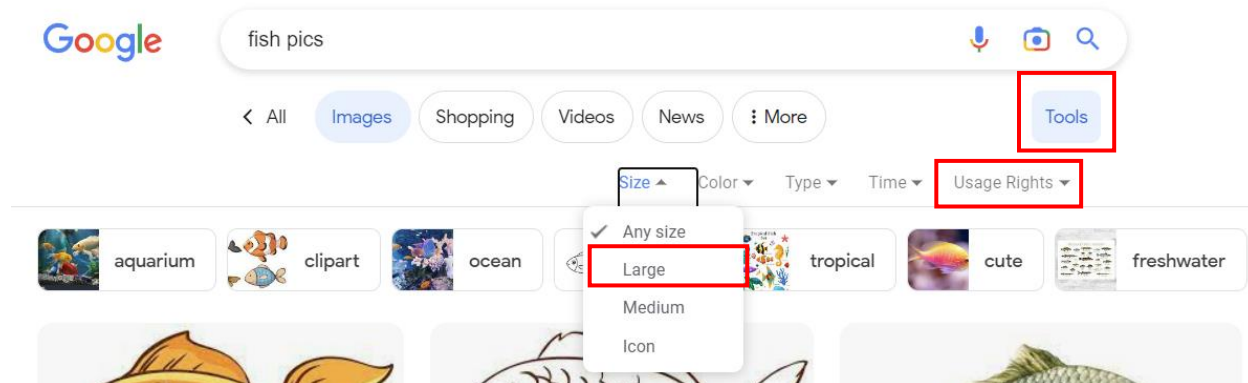 Google
fish pics
All Images Shopping Videos News More Tools
Size Color Type Time Usage Rights
Any size
Large
Medium
Icon
aquarium clipart ocean tropical cute freshwater